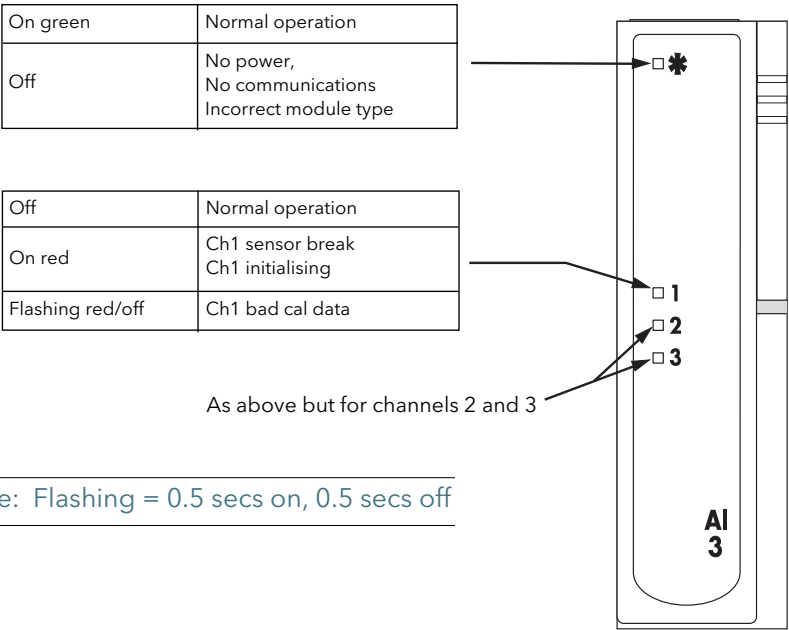 On green Normal operation
Off No power,
No communications
Incorrect module type
✱
Off Normal operation
On red Ch1 sensor break
Ch1 initialising
Flashing red/off Ch1 bad cal data
1
2
3
As above but for channels 2 and 3
e: Flashing = 0.5 secs on, 0.5 secs off
AI
3